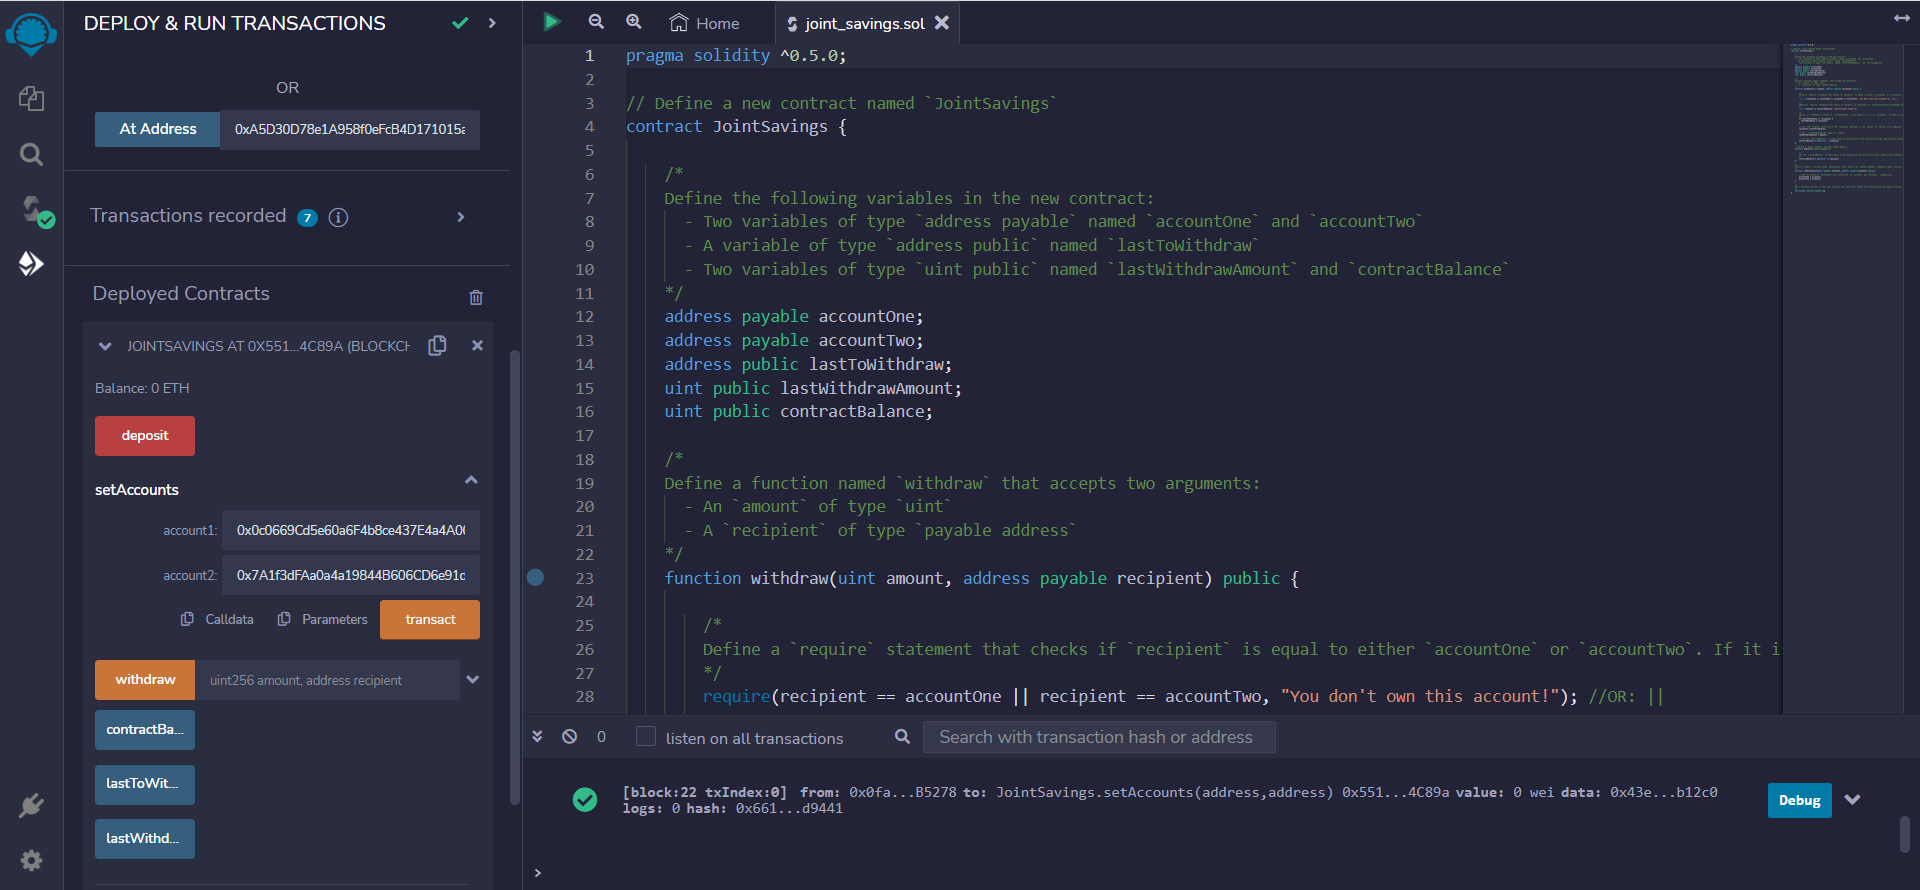 DEPLOY & RUN TRANSACTIONS
OR
At Address 0xA5D30D78e1A958f0eFcB4D171015a
Transactions recorded 7 i
Deployed Contracts
JOINTSAVINGS AT 0X551...4C89A (BLOCKCH
Balance: 0 ETH
deposit
setAccounts
account1: 0x0c0669Cd5e60a6F4b8ce437E4a4A0
account2: 0x7A1f3dFAa0a4a19844B606CD6e91
Calldata Parameters transact
withdraw uint256 amount, address recipient
contractBa...
lastToWit...
lastWithd...
Home joint_savings.sol
1 pragma solidity ^0.5.0;
2
3 // Define a new contract named `JointSavings`
4 contract JointSavings {
5
6 /*
7 Define the following variables in the new contract:
8 - Two variables of type `address payable` named `accountOne` and `accountTwo`
9 - A variable of type `address public` named `lastToWithdraw`
10 - Two variables of type `uint public` named `lastWithdrawAmount` and `contractBalance`
11 */
12 address payable accountOne;
13 address payable accountTwo;
14 address public lastToWithdraw;
15 uint public lastWithdrawAmount;
16 uint public contractBalance;
17
18 /*
19 Define a function named `withdraw` that accepts two arguments:
20 - An `amount` of type `uint`
21 - A `recipient` of type `payable address`
22 */
23 function withdraw(uint amount, address payable recipient) public {
24
25 /*
26 Define a `require` statement that checks if `recipient` is equal to either `accountOne` or `accountTwo`. If it i
27 */
28 require(recipient == accountOne || recipient == accountTwo, "You don't own this account!"); //OR: ||
0 listen on all transactions Search with transaction hash or address
[block:22 txIndex:0] from: 0x0fa...B5278 to: JointSavings.setAccounts(address,address) 0x551...4C89a value: 0 wei data: 0x43e...b12c0
logs: 0 hash: 0x661...d9441
Debug
>